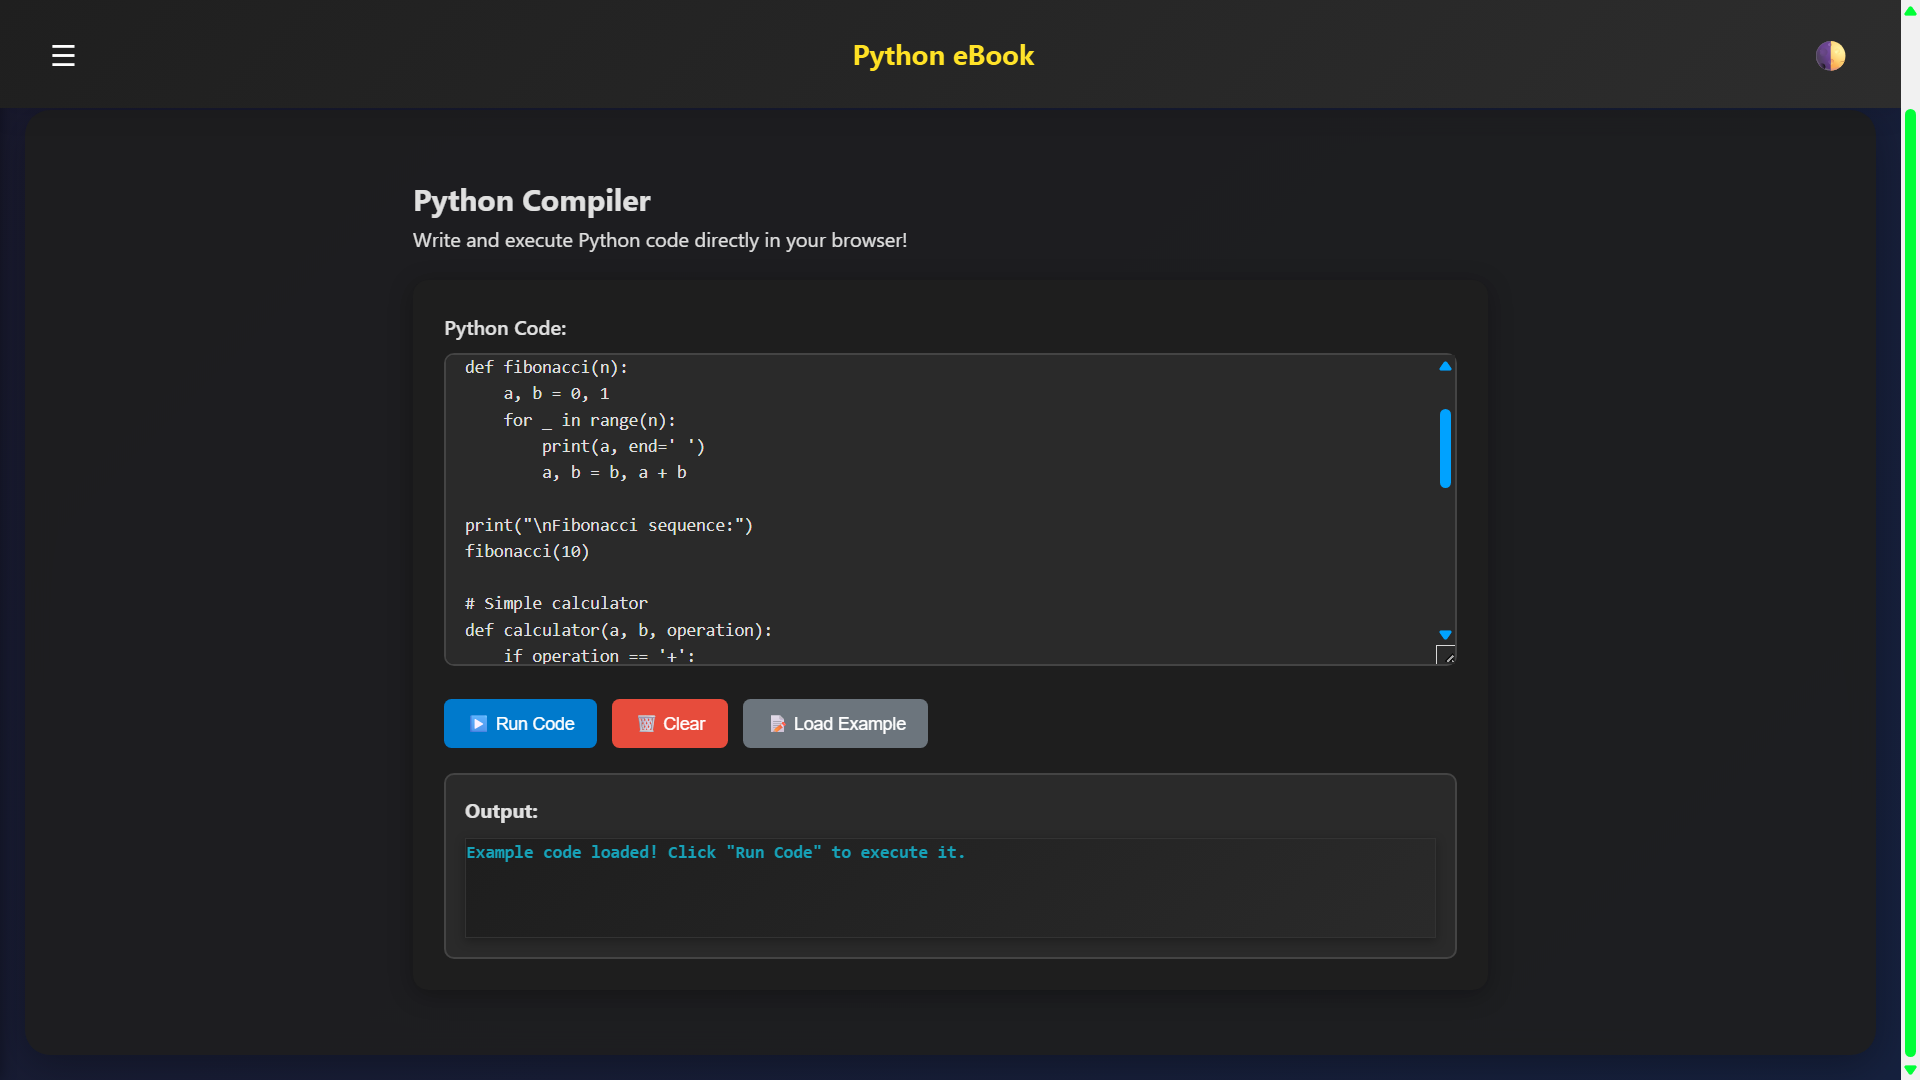 ☰
Python eBook
Python Compiler
Write and execute Python code directly in your browser!
Python Code:
def fibonacci(n):
    a, b = 0, 1
    for _ in range(n):
        print(a, end=' ')
        a, b = b, a + b
print("\nFibonacci sequence:")
fibonacci(10)
# Simple calculator
def calculator(a, b, operation):
    if operation == '+':
▶️ Run Code
🗑️ Clear
📝 Load Example
Output:
Example code loaded! Click "Run Code" to execute it.